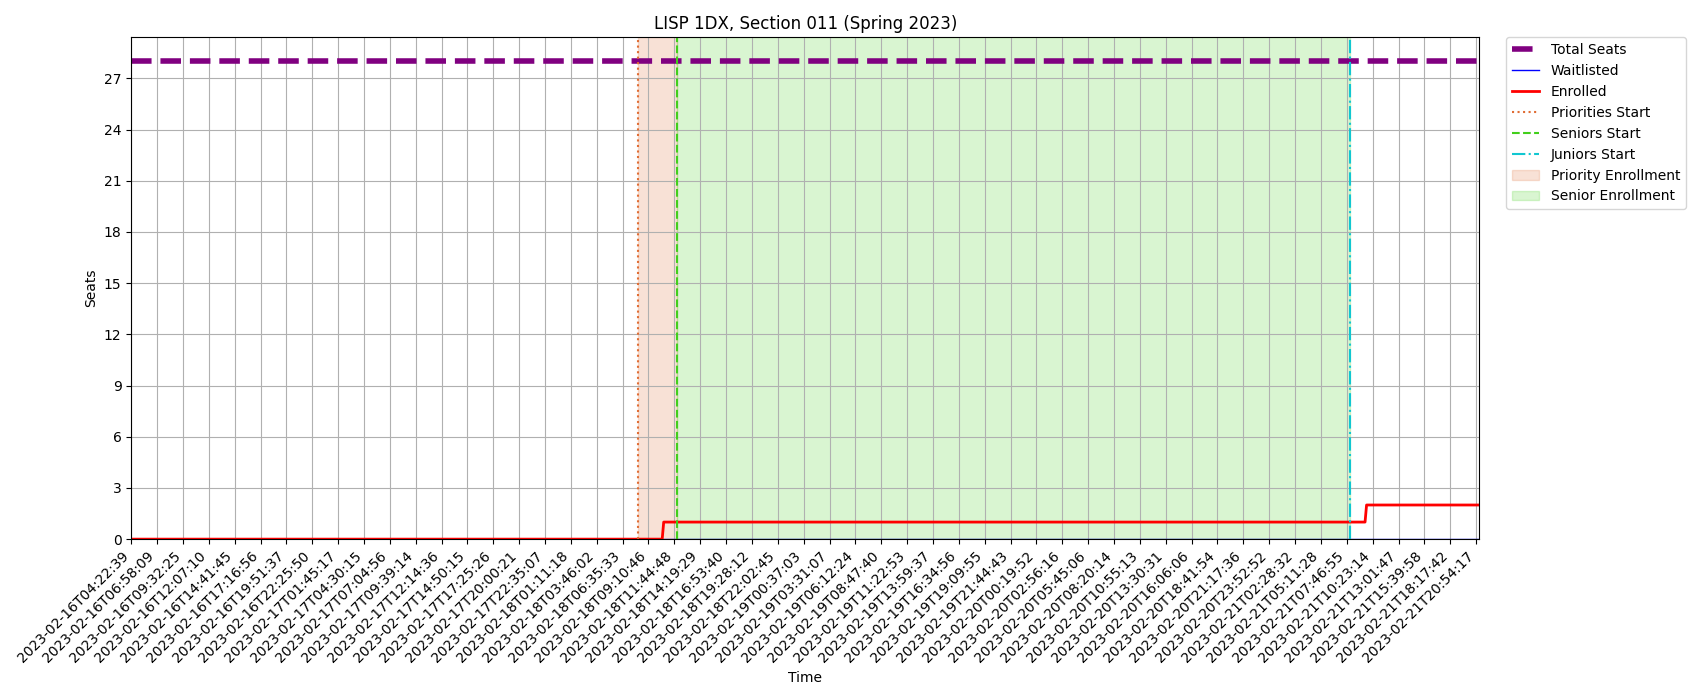 LISP 1DX, Section 011 (Spring 2023)
Total Seats
Waitlisted
Enrolled
Priorities Start
Seniors Start
Juniors Start
Priority Enrollment
Senior Enrollment
Seats
27
24
21
18
15
12
9
6
3
0
2023-02-16T04:22:39
2023-02-16T06:58:09
2023-02-16T09:32:25
2023-02-16T12:07:10
2023-02-16T14:41:45
2023-02-16T17:16:56
2023-02-16T19:51:37
2023-02-16T22:25:50
2023-02-17T01:45:17
2023-02-17T04:30:15
2023-02-17T07:04:56
2023-02-17T09:39:14
2023-02-17T12:14:36
2023-02-17T14:50:15
2023-02-17T17:25:26
2023-02-17T20:00:21
2023-02-17T22:35:07
2023-02-18T01:11:18
2023-02-18T03:46:02
2023-02-18T06:35:33
2023-02-18T09:10:46
2023-02-18T11:44:48
2023-02-18T14:19:29
2023-02-18T16:53:40
2023-02-18T19:28:12
2023-02-18T22:02:45
2023-02-19T00:37:03
2023-02-19T03:31:07
2023-02-19T06:12:24
2023-02-19T08:47:40
2023-02-19T11:22:53
2023-02-19T13:59:37
2023-02-19T16:34:56
2023-02-19T19:09:55
2023-02-19T21:44:43
2023-02-20T00:19:52
2023-02-20T02:56:16
2023-02-20T05:45:06
2023-02-20T08:20:14
2023-02-20T10:55:13
2023-02-20T13:30:31
2023-02-20T16:06:06
2023-02-20T18:41:54
2023-02-20T21:17:36
2023-02-20T23:52:52
2023-02-21T02:28:32
2023-02-21T05:11:28
2023-02-21T07:46:55
2023-02-21T10:23:14
2023-02-21T13:01:47
2023-02-21T15:39:58
2023-02-21T18:17:42
2023-02-21T20:54:17
Time